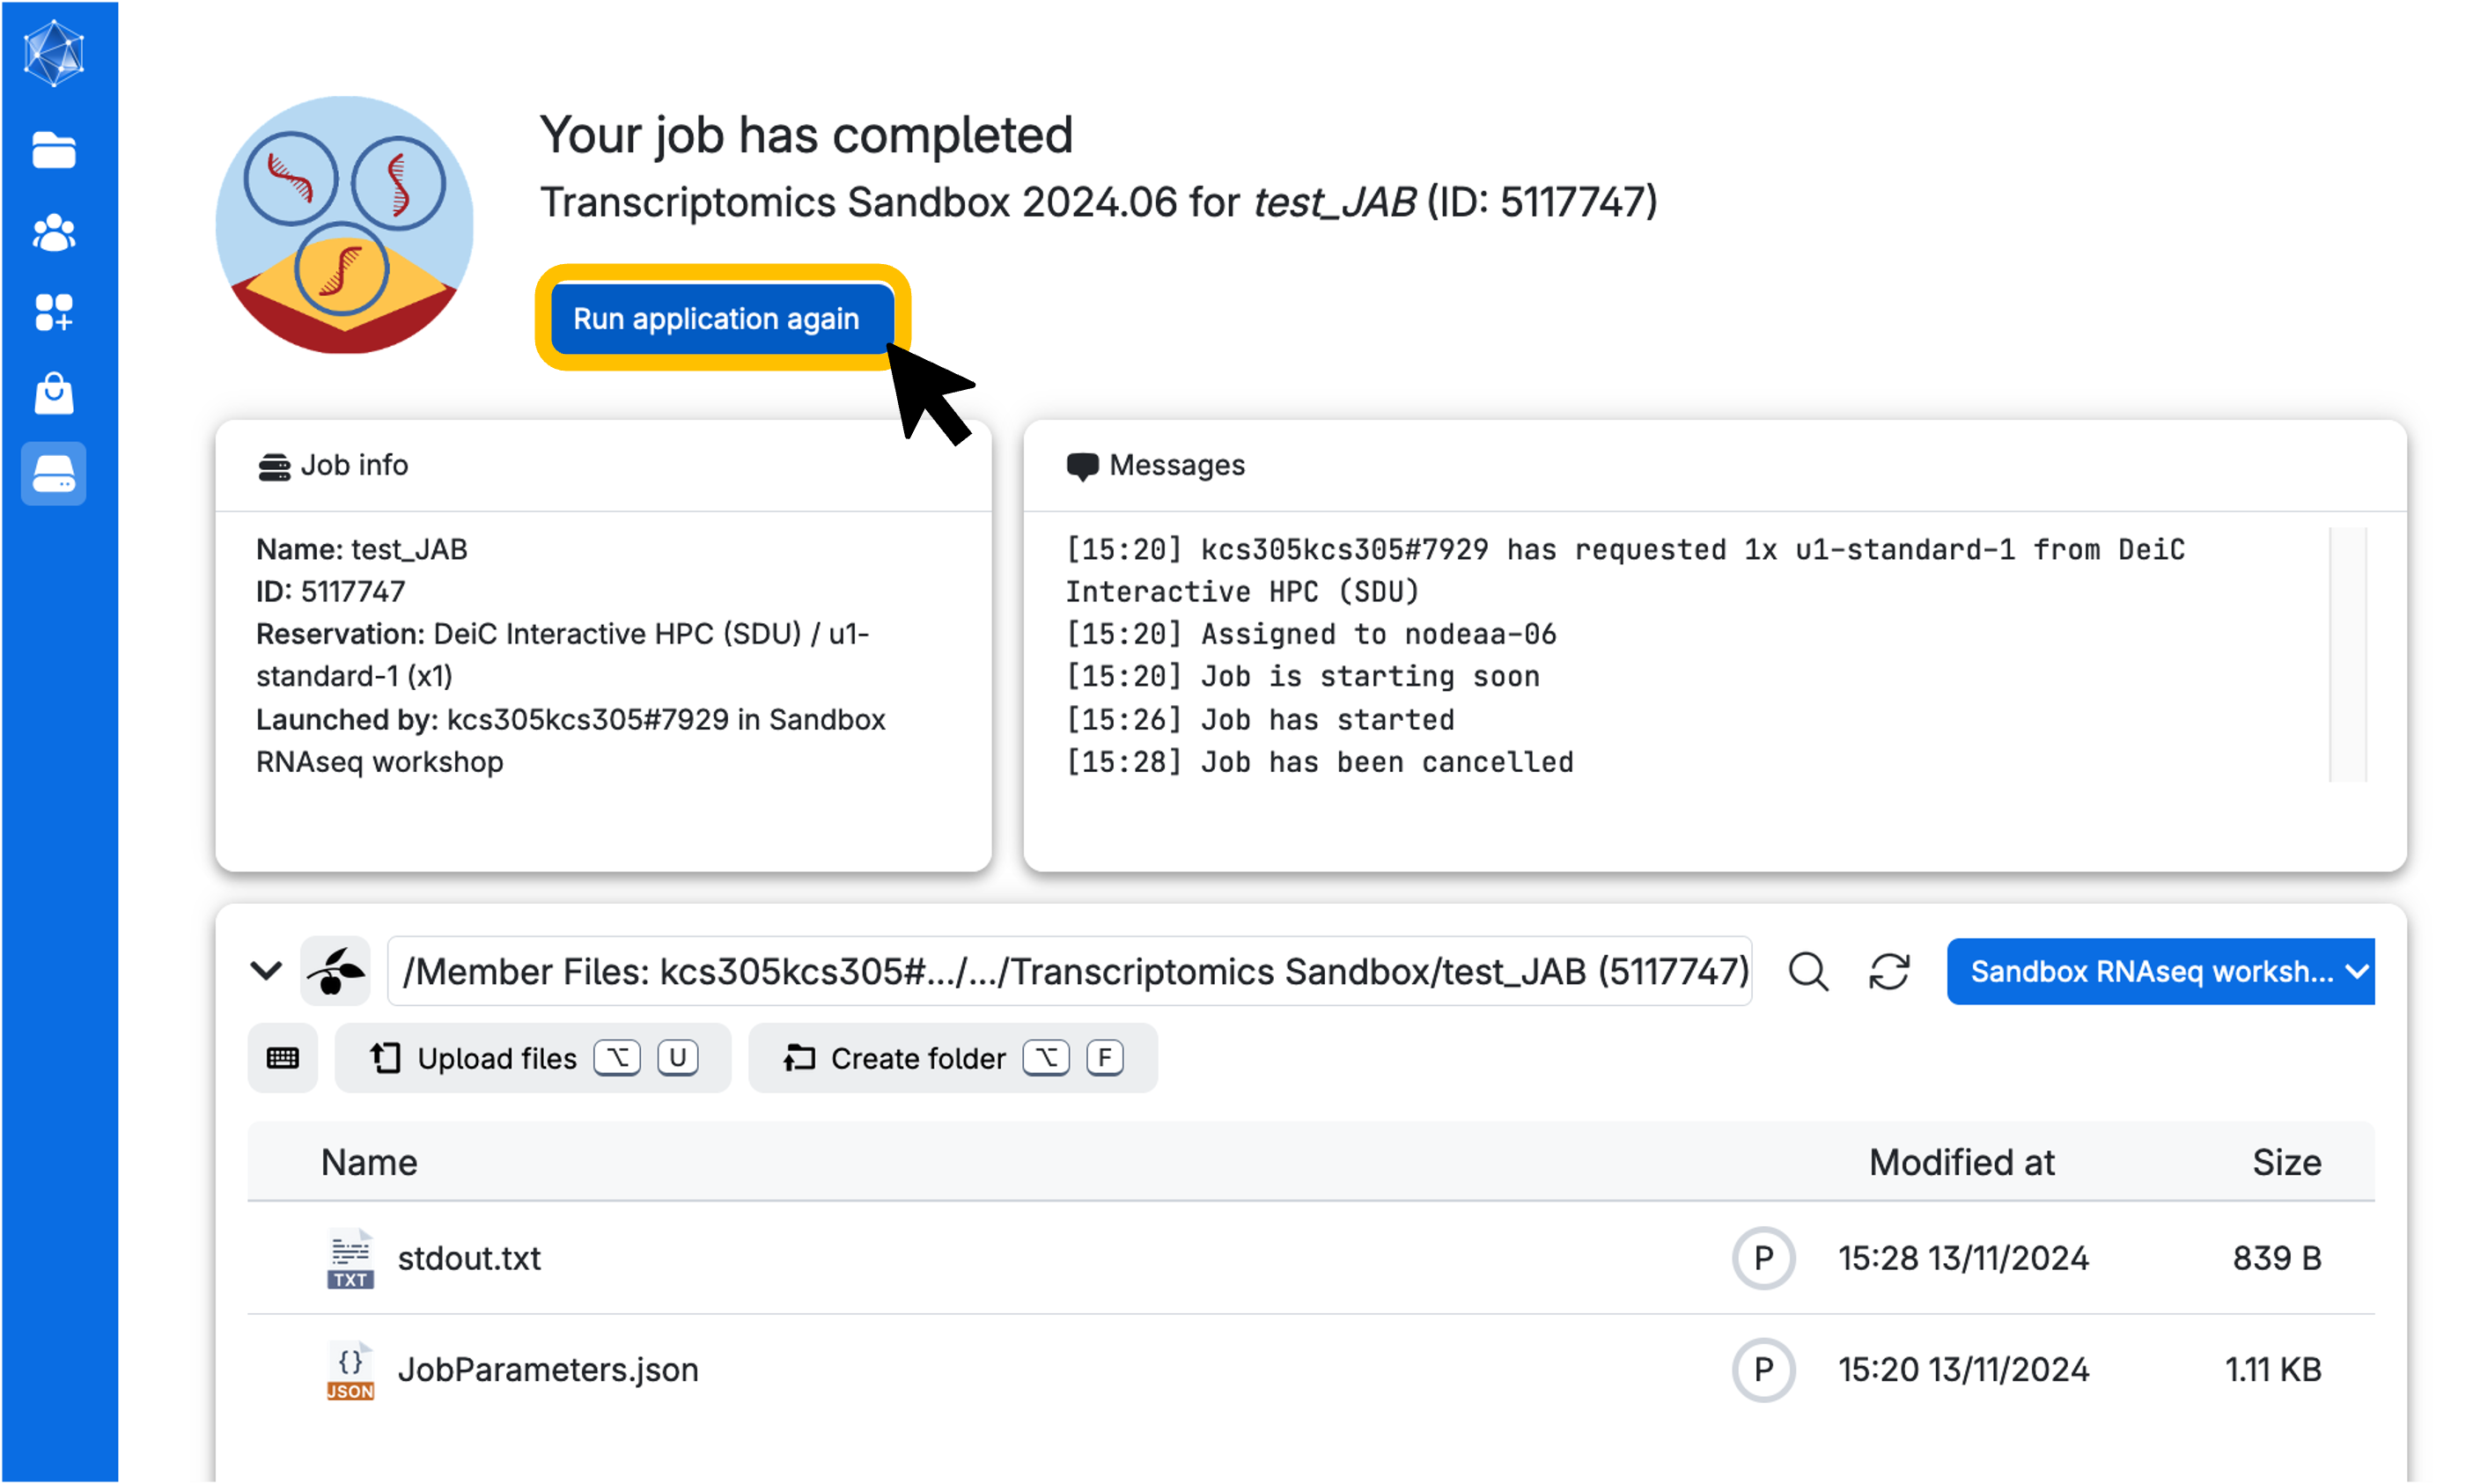 Your job has completed
Transcriptomics Sandbox 2024.06 for test_JAB (ID: 5117747)
Run application again
Job info
Name: test_JAB
ID: 5117747
Reservation: DeiC Interactive HPC (SDU) / u1-
standard-1 (x1)
Launched by: kcs305kcs305#7929 in Sandbox
RNAseq workshop
Messages
[15:20] kcs305kcs305#7929 has requested 1x u1-standard-1 from DeiC
Interactive HPC (SDU)
[15:20] Assigned to nodeaa-06
[15:20] Job is starting soon
[15:26] Job has started
[15:28] Job has been cancelled
/Member Files: kcs305kcs305#.../.../Transcriptomics Sandbox/test_JAB (5117747)
Sandbox RNAseq worksh...
Upload files ⌥ U
Create folder ⌥ F
Name Modified at Size
TXT stdout.txt P 15:28 13/11/2024 839 B
{} JSON JobParameters.json P 15:20 13/11/2024 1.11 KB